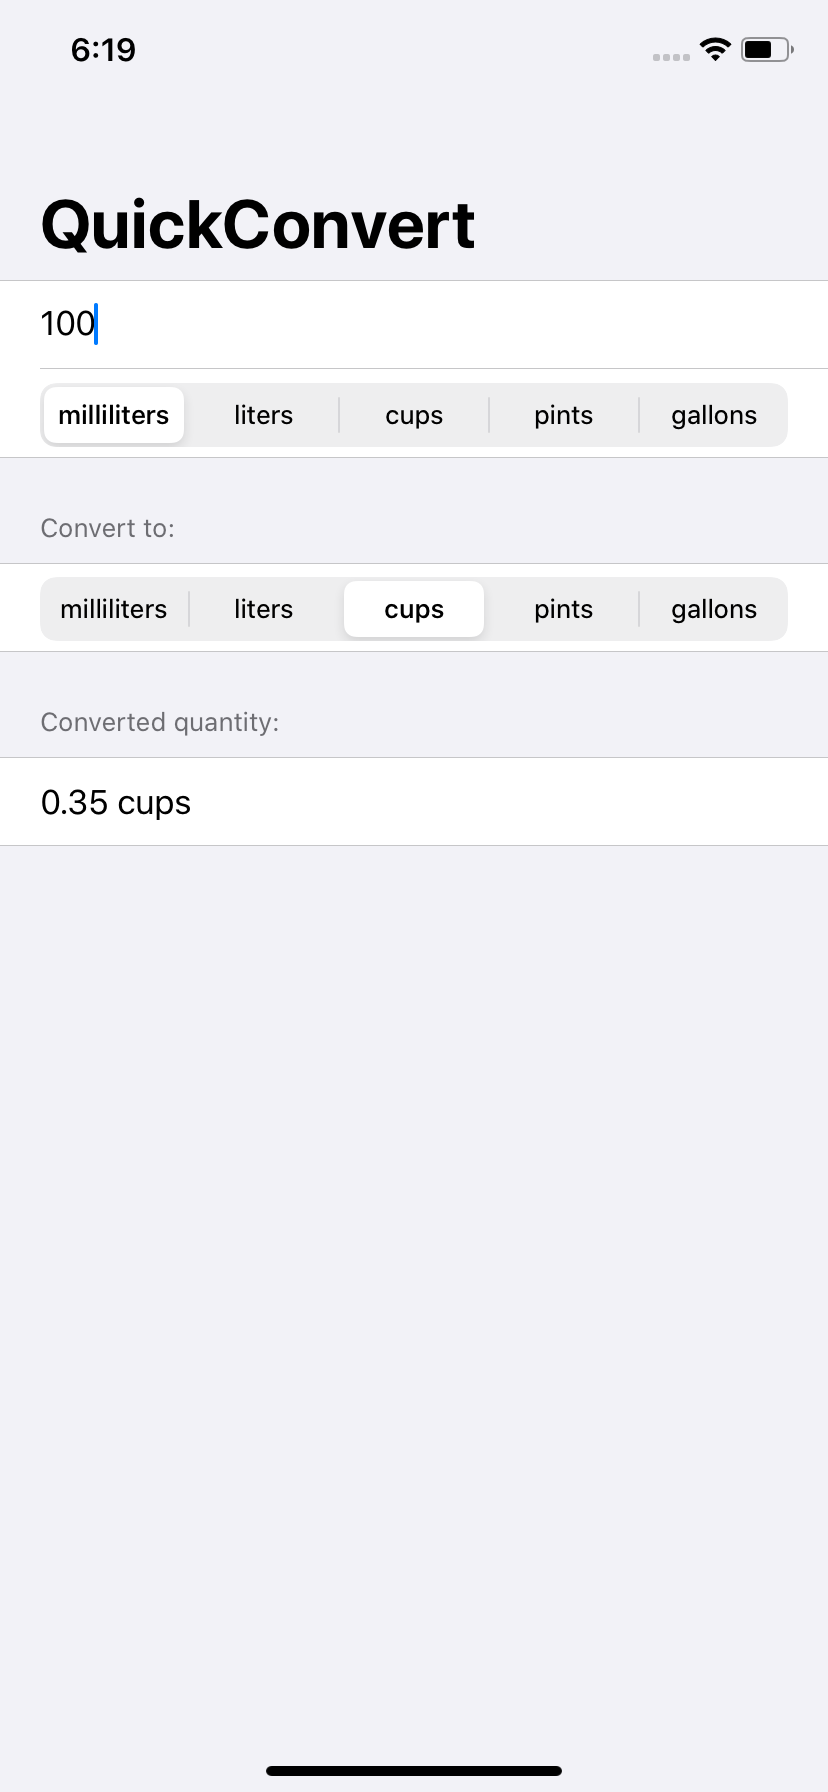 6:19
QuickConvert
100
milliliters liters cups pints gallons
Convert to:
milliliters liters cups pints gallons
Converted quantity:
0.35 cups